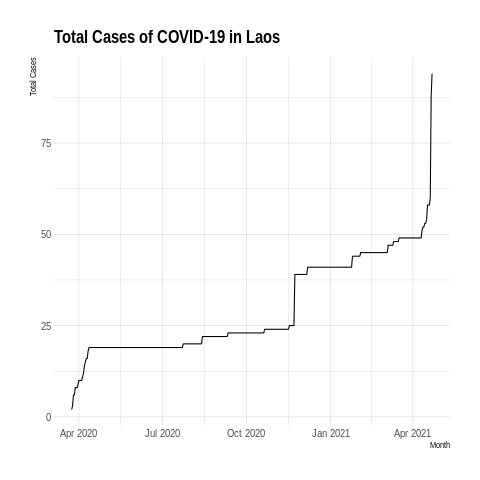 Total Cases of COVID-19 in Laos
Total Cases
75
50
25
0
Apr 2020 Jul 2020 Oct 2020 Jan 2021 Apr 2021
Month